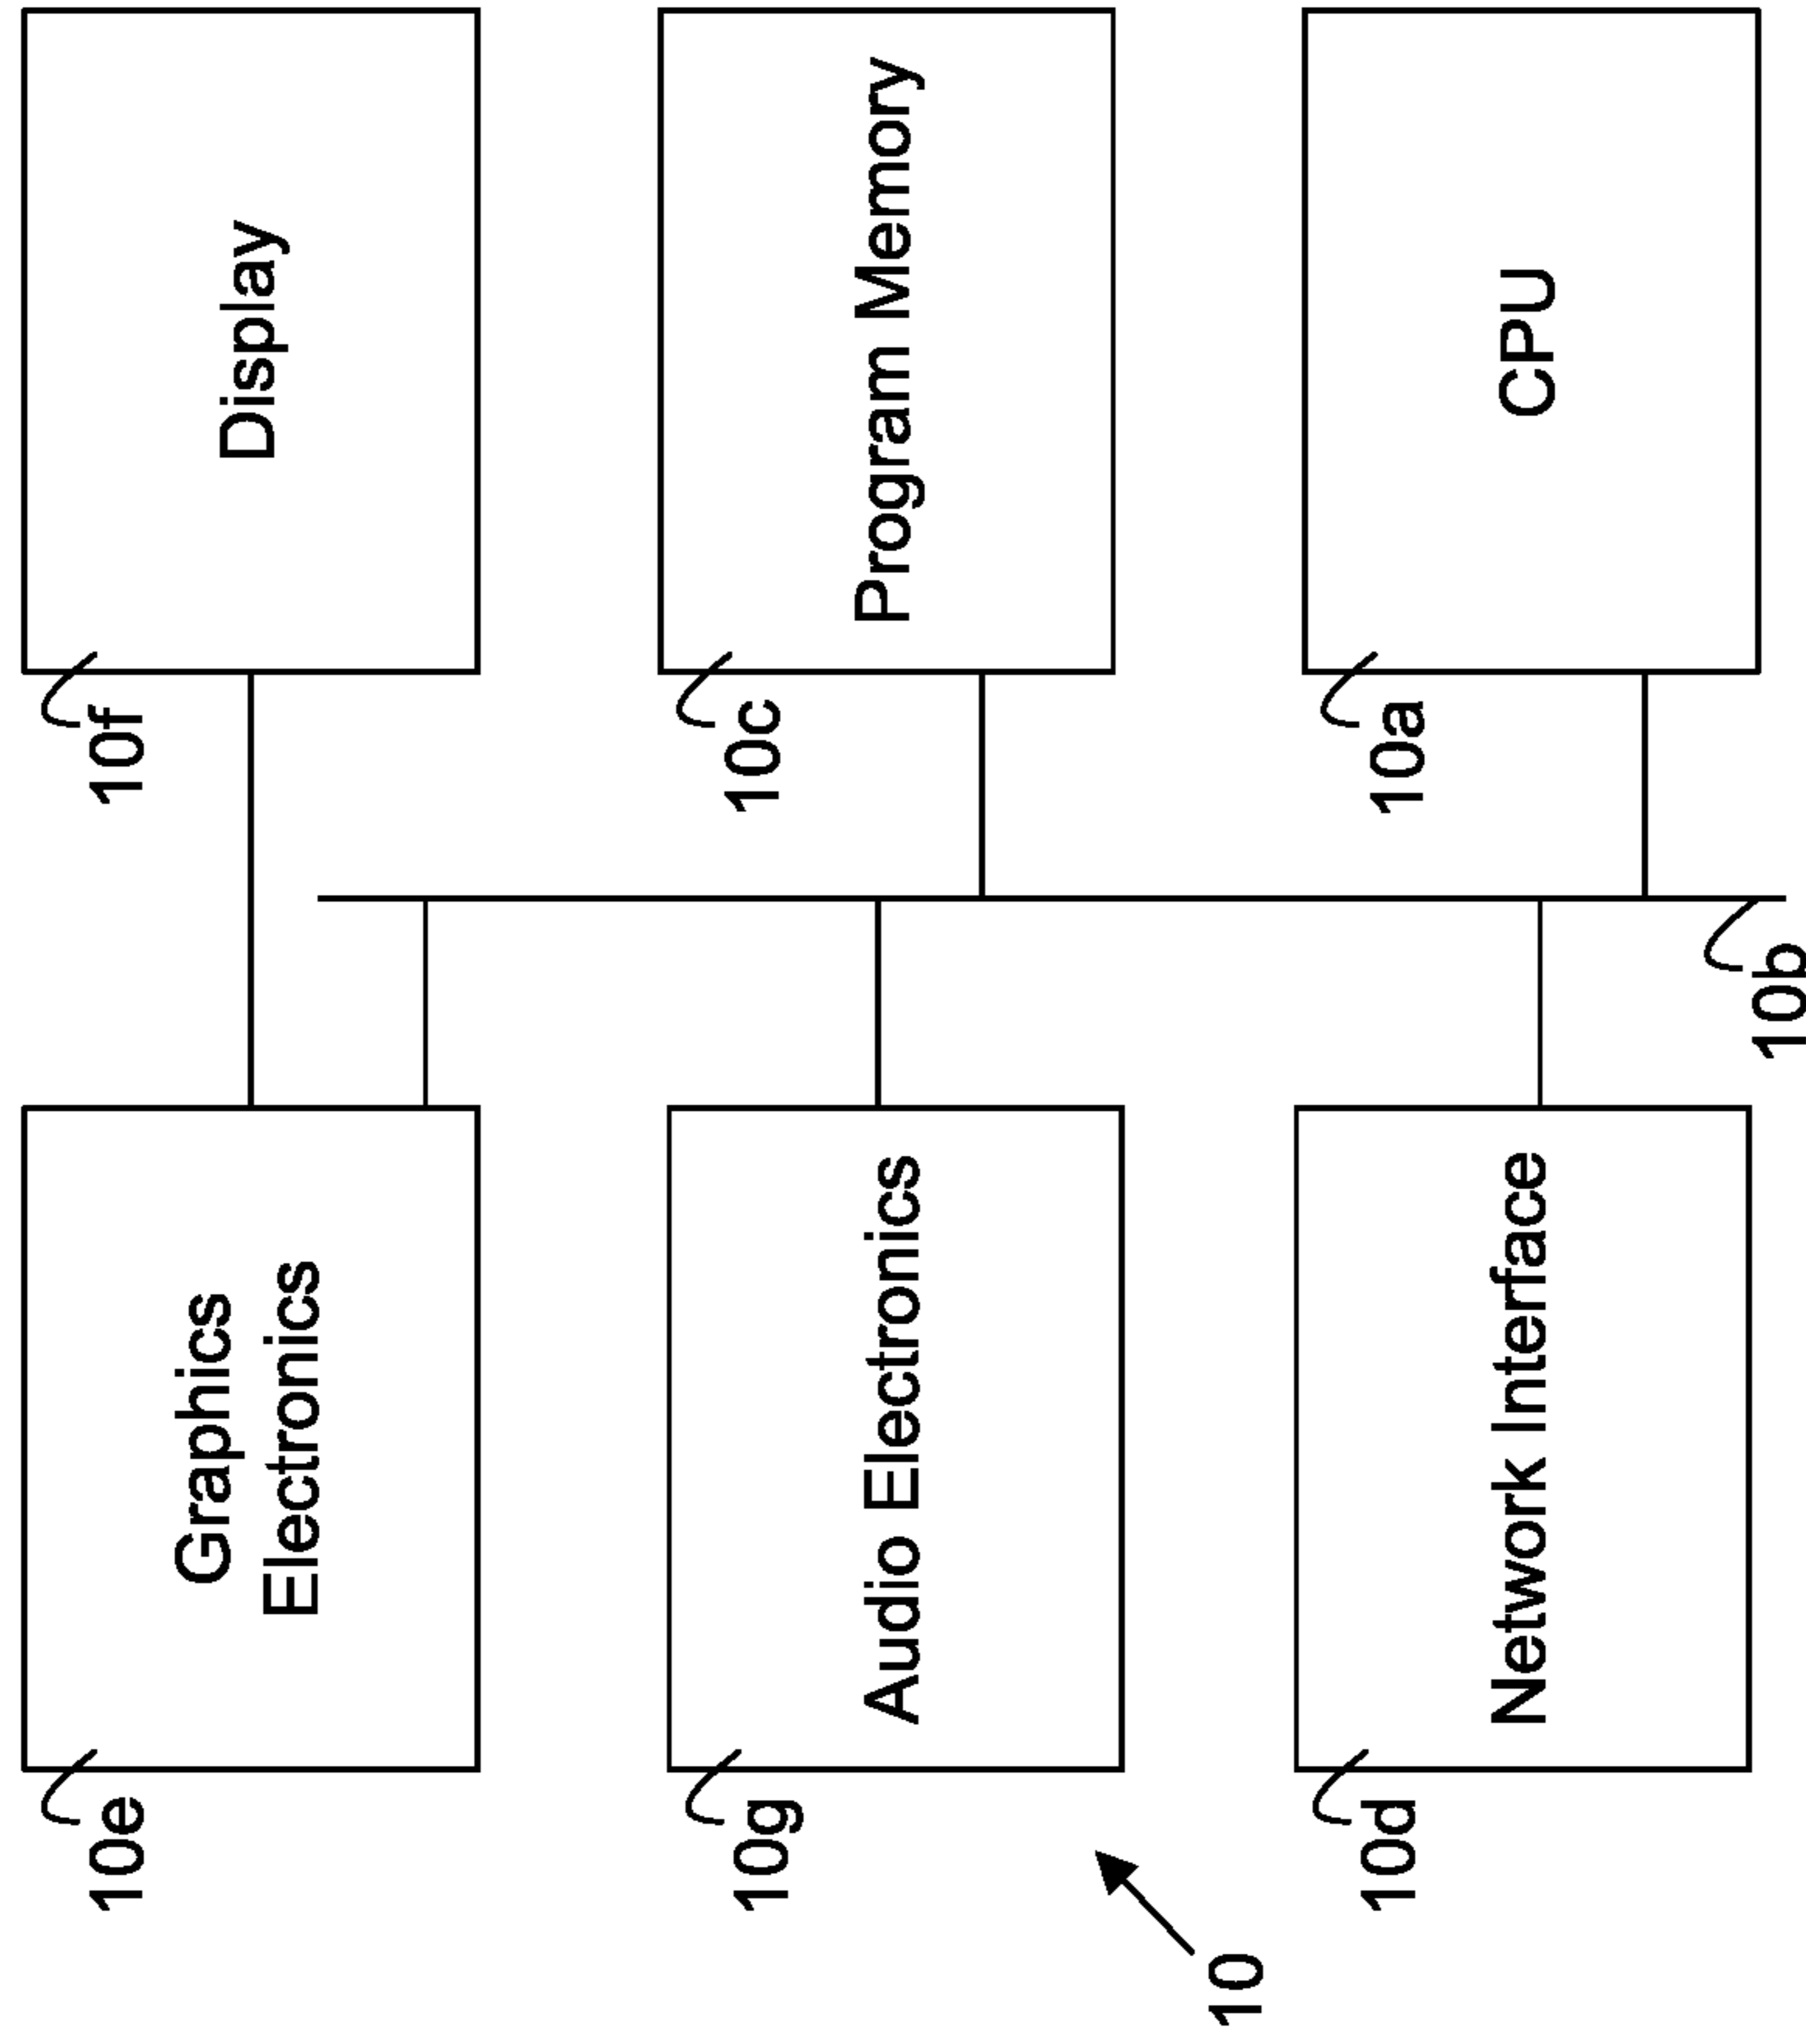 10e
10f
Graphics
Electronics
Display
10g
10c
Audio Electronics
Program Memory
10
10d
10a
Network Interface
CPU
10b